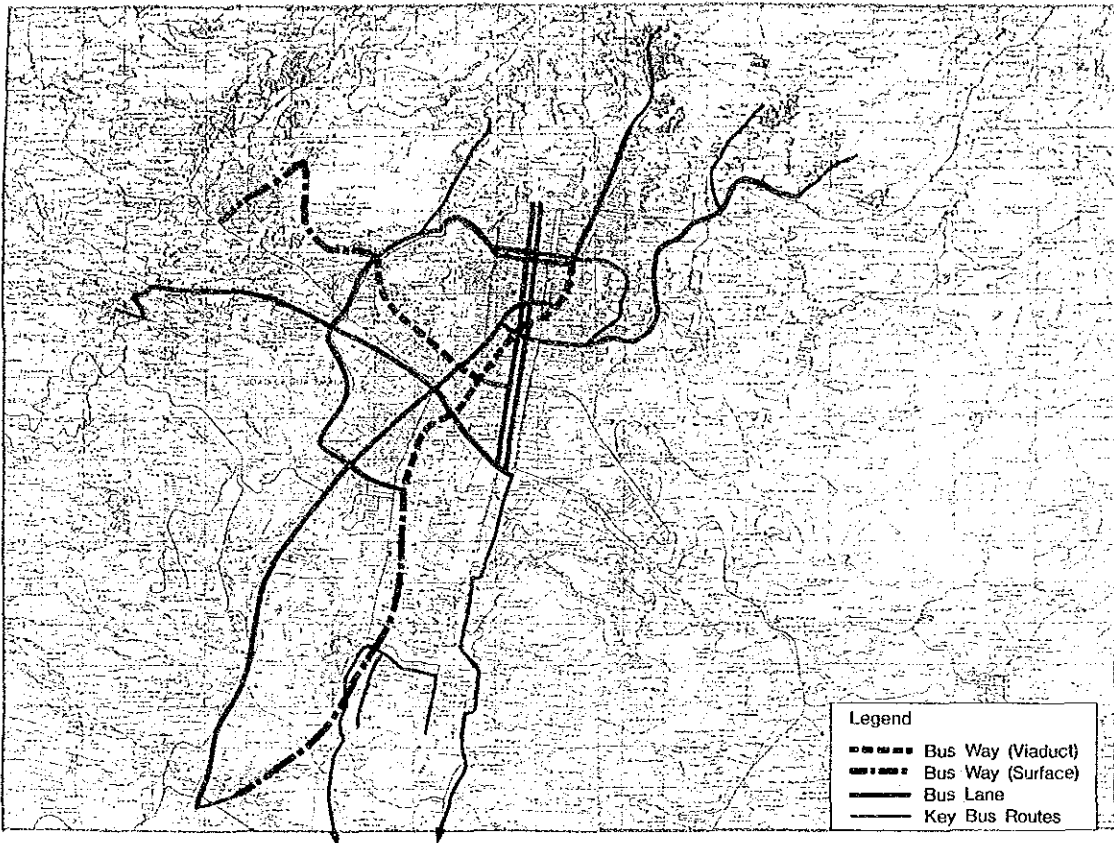 Legend
Bus Way (Viaduct)
Bus Way (Surface)
Bus Lane
Key Bus Routes